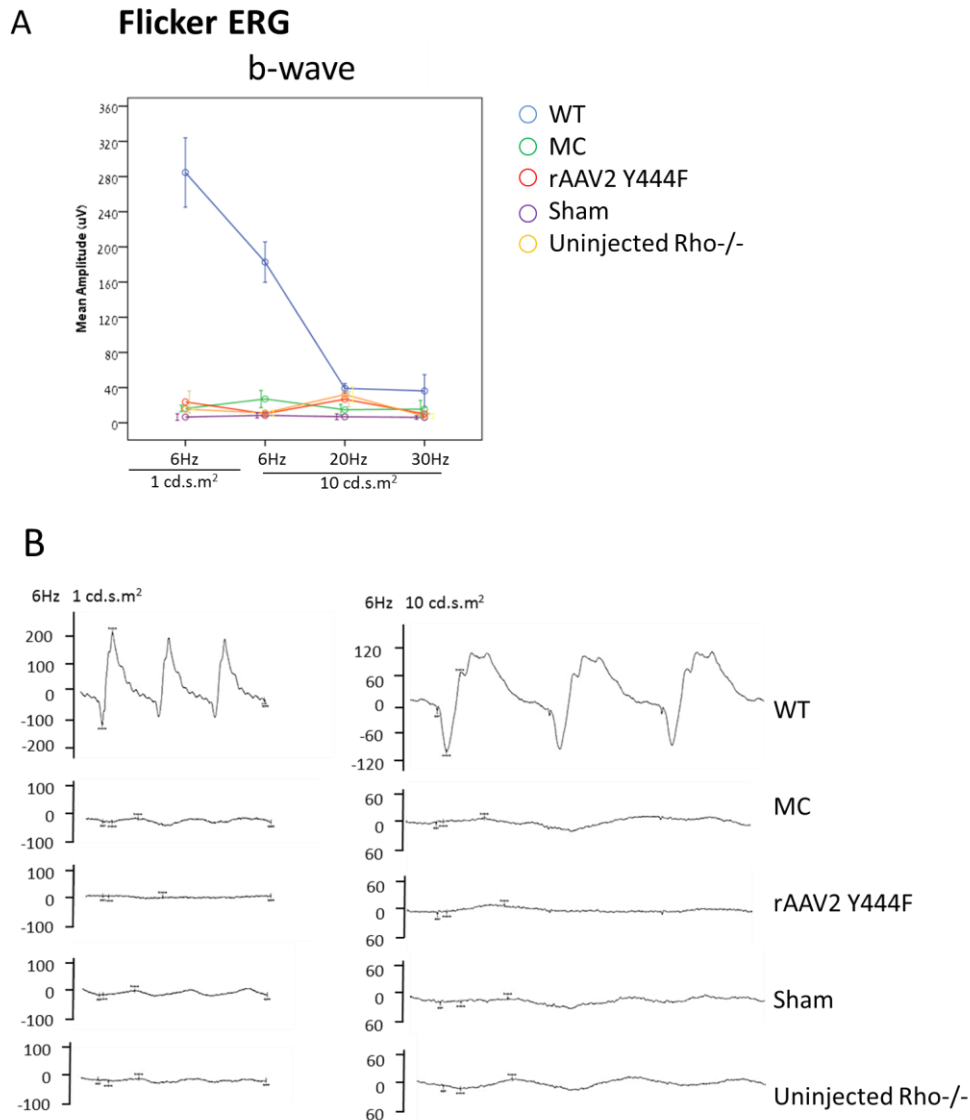 A
Flicker ERG
b-wave
360
320
280
240
200
160
120
80
40
0
Mean Amplitude (uV)
6Hz 6Hz 20Hz 30Hz
1 cd.s.m² 10 cd.s.m²
WT
MC
rAAV2 Y444F
Sham
Uninjected Rho-/-
B
6Hz 1 cd.s.m²
200
100
0
-100
-200
6Hz 10 cd.s.m²
120
60
0
-60
-120
WT
100
0
-100
60
0
60
MC
100
0
-100
60
0
60
rAAV2 Y444F
100
0
-100
60
0
60
Sham
100
0
-100
60
0
60
Uninjected Rho-/-